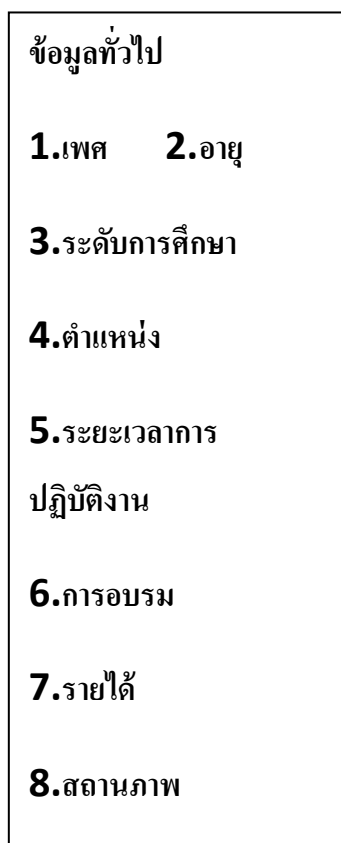 ข้อมูลทั่วไป
1.เพศ 2.อายุ
3.ระดับการศึกษา
4.ตำแหน่ง
5.ระยะเวลาการ
ปฏิบัติงาน
6.การอบรม
7.รายได้
8.สถานภาพ